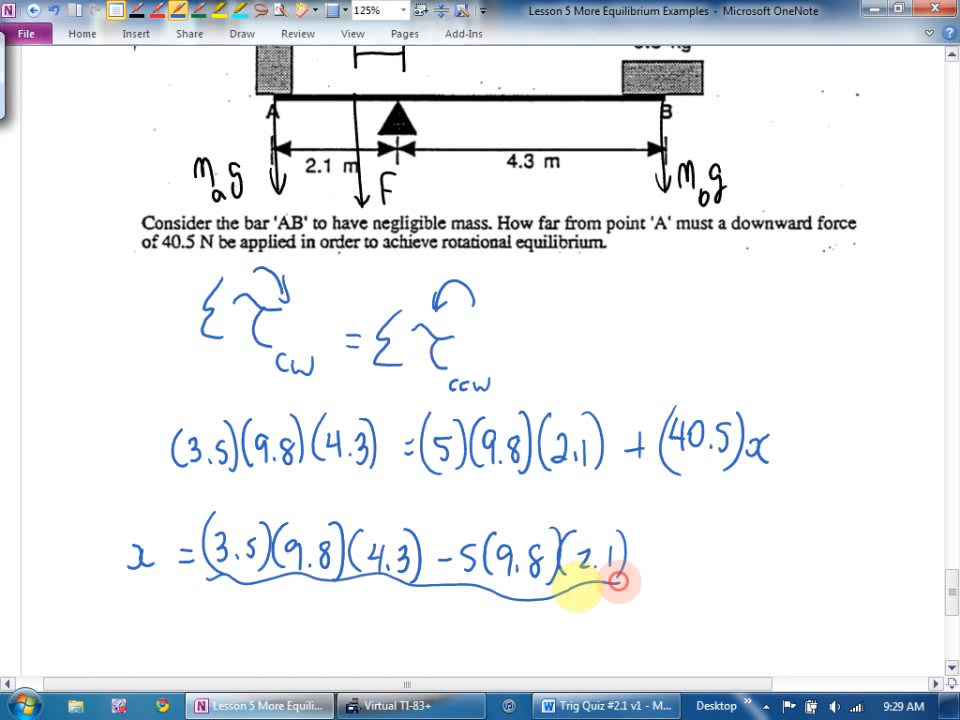 Lesson 5 More Equilibrium Examples - Microsoft OneNote
125%
File Home Insert Share Draw Review View Pages Add-Ins
A B
2.1 m 4.3 m
mag F mbg
Consider the bar 'AB' to have negligible mass. How far from point 'A' must a downward force
of 40.5 N be applied in order to achieve rotational equilibrium.
Στcw = Στccw
(3.5)(9.8)(4.3) = (5)(9.8)(2.1) + (40.5)x
x = (3.5)(9.8)(4.3) - 5(9.8)(2.1)
Lesson 5 More Equili... Virtual TI-83+ Trig Quiz #2.1 v1 - M... Desktop 9:29 AM